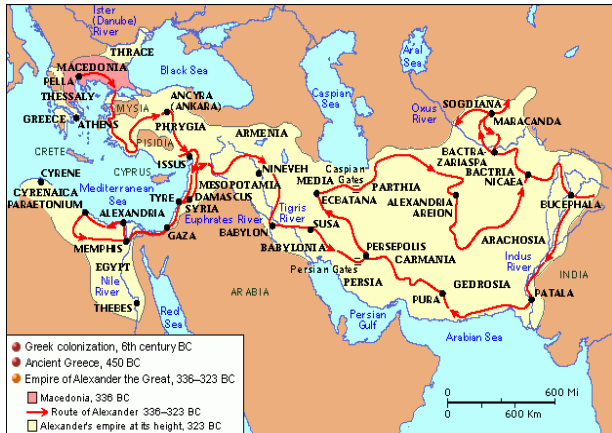 Ister
(Danube)
River
THRACE
MACEDONIA
PELLA
THESSALY
GREECE
ATHENS
MYSIA
Black Sea
ANCYRA
(ANKARA)
PHRYGIA
PISIDIA
ARMENIA
Caspian
Sea
Aral
Sea
Oxus
River
SOGDIANA
MARACANDA
CRETE
CYPRUS
ISSUS
NINEVEH
MESOPOTAMIA
Caspian
Gates
MEDIA
ECBATANA
PARTHIA
BACTRA-
ZARIASPA
BACTRIA
NICAEA
BUCEPHALA
ALEXANDRIA
AREION
CYRENE
CYRENAICA
PARAETONIUM
Mediterranean
Sea
ALEXANDRIA
TYRE
DAMASCUS
SYRIA
Euphrates River
Tigris
River
SUSA
BABYLON
BABYLONIA
GAZA
MEMPHIS
EGYPT
Nile
River
THEBES
Red
Sea
ARABIA
PERSEPOLIS
CARMANIA
Persian Gates
PERSIA
Persian
Gulf
ARACHOSIA
Indus
River
INDIA
GEDROSIA
PURA
PATALA
Arabian Sea
Greek colonization, 6th century BC
Ancient Greece, 450 BC
Empire of Alexander the Great, 336–323 BC
Macedonia, 336 BC
Route of Alexander 336–323 BC
Alexander's empire at its height, 323 BC
0 600 Mi
0 600 Km